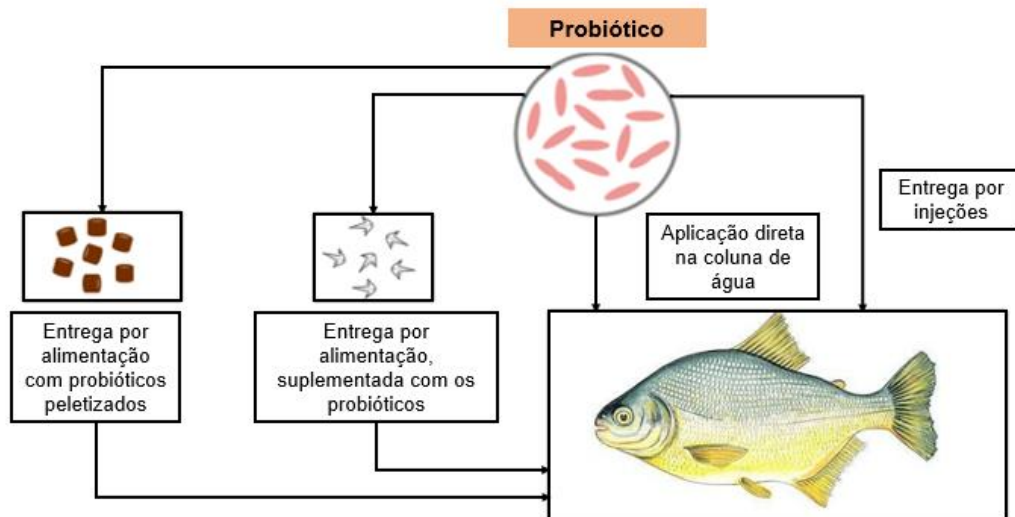 Probiótico
Entrega por
alimentação
com probióticos
peletizados
Entrega por
alimentação,
suplementada com os
probióticos
Aplicação direta
na coluna de
água
Entrega por
injeções